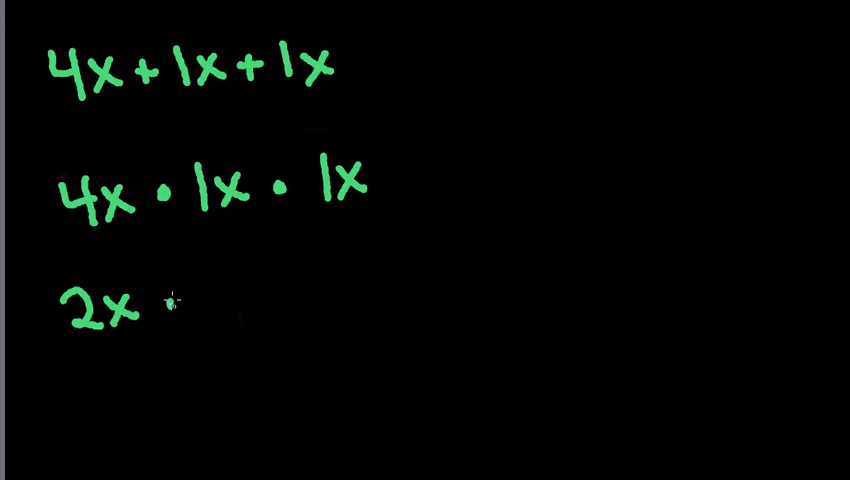 4x + 1x + 1x
4x · 1x · 1x
2x ·